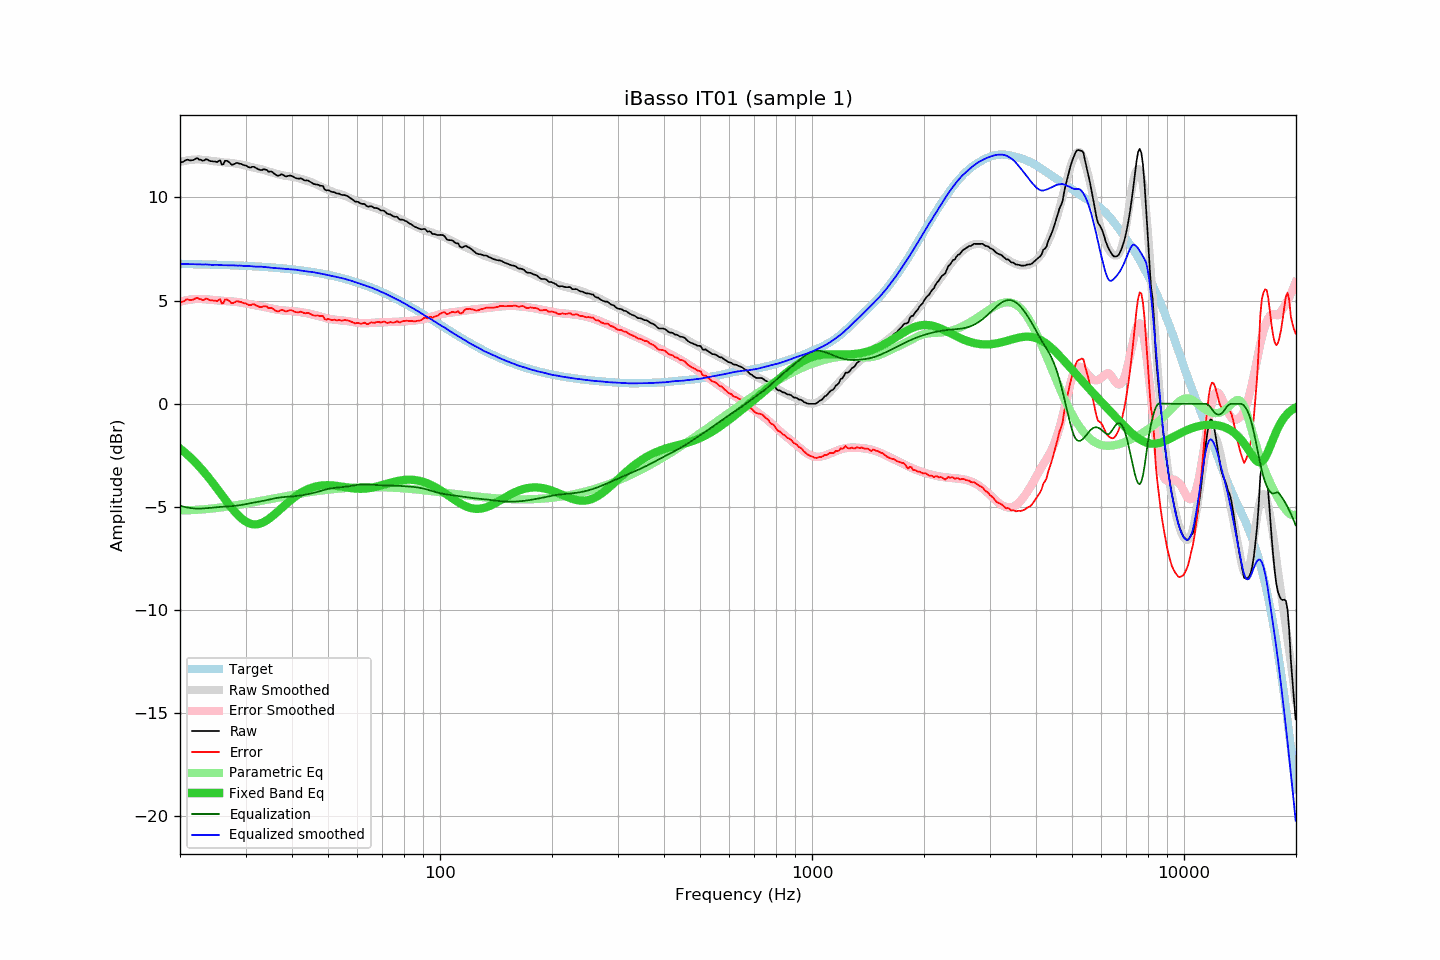 iBasso IT01 (sample 1)
10
5
0
−5
−10
−15
−20
Amplitude (dBr)
Target
Raw Smoothed
Error Smoothed
Raw
Error
Parametric Eq
Fixed Band Eq
Equalization
Equalized smoothed
100
1000
10000
Frequency (Hz)